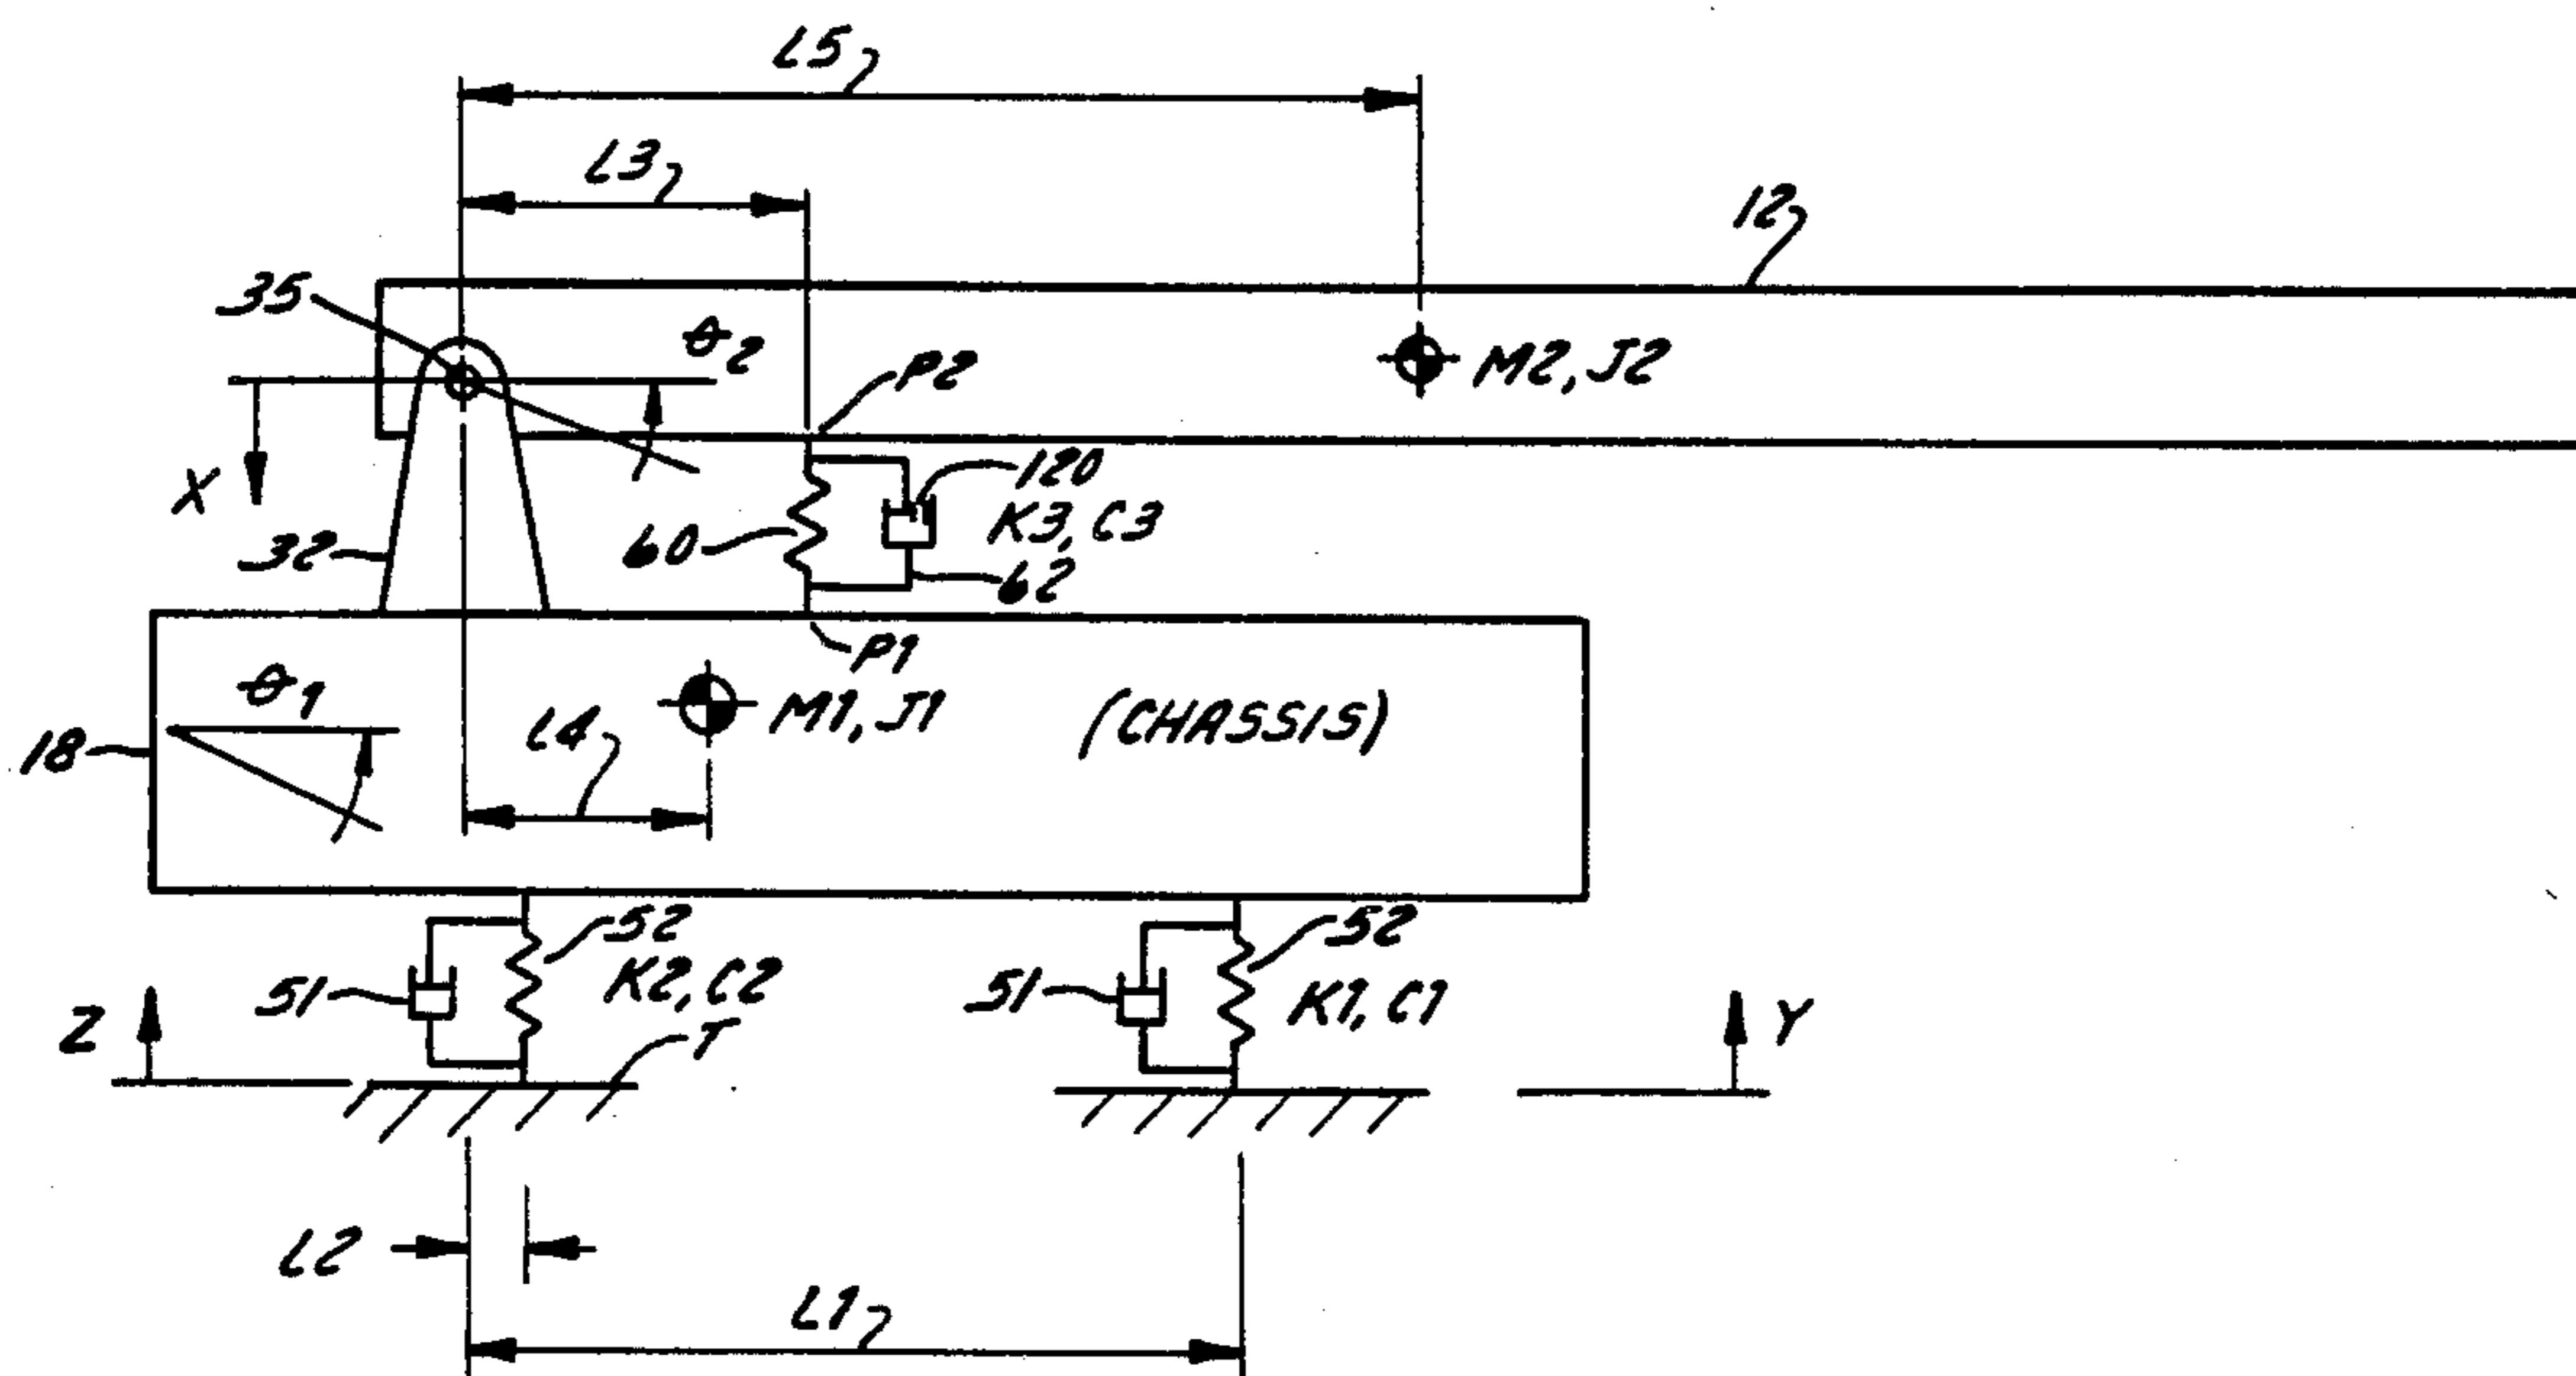 L5
L3
12
35
θ2
P2
M2, J2
X
120
K3, C3
32
60
62
P1
θ1
M1, J1
(CHASSIS)
L4
18
52
52
K2, C2
51
51
K1, C1
Z
T
Y
L2
L1